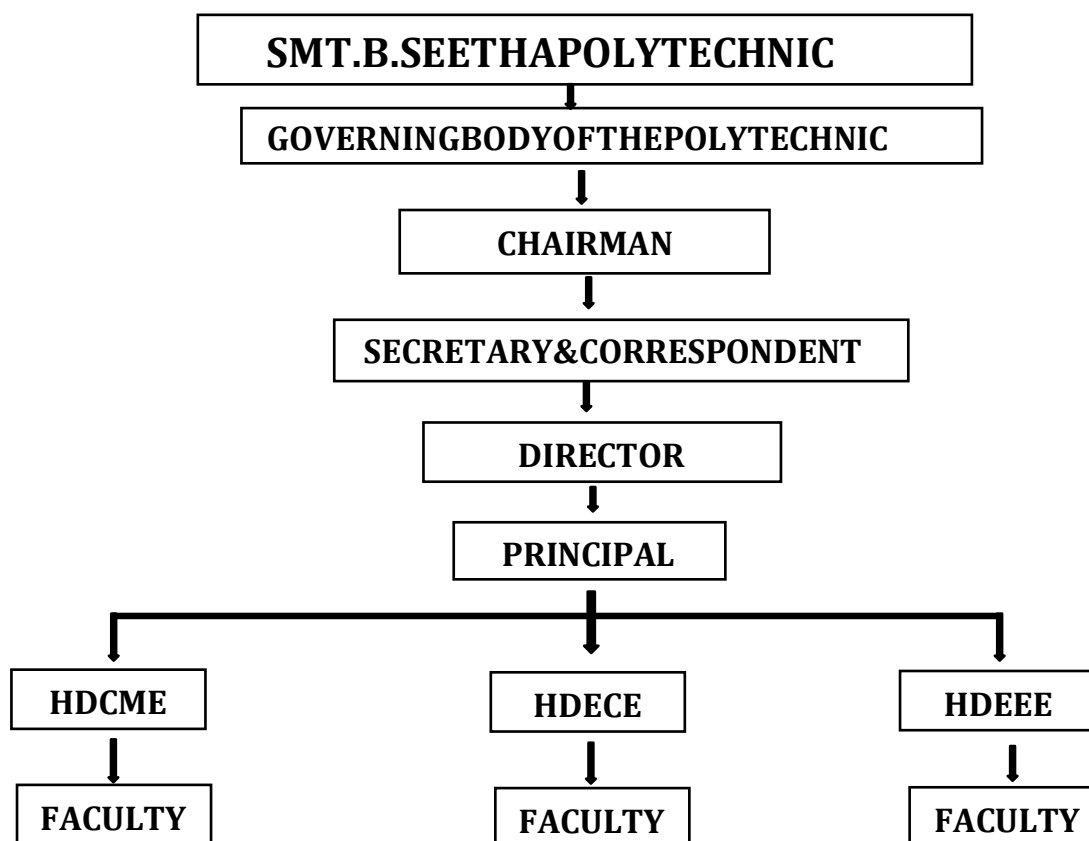 SMT.B.SEETHAPOLYTECHNIC
GOVERNINGBODYOFTHEPOLYTECHNIC
CHAIRMAN
SECRETARY&CORRESPONDENT
DIRECTOR
PRINCIPAL
HDCME
HDECE
HDEEE
FACULTY
FACULTY
FACULTY